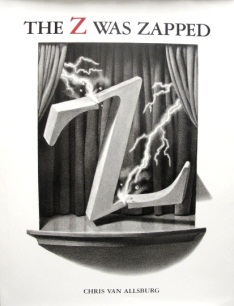 THE Z WAS ZAPPED
Z
CHRIS VAN ALLSBURG